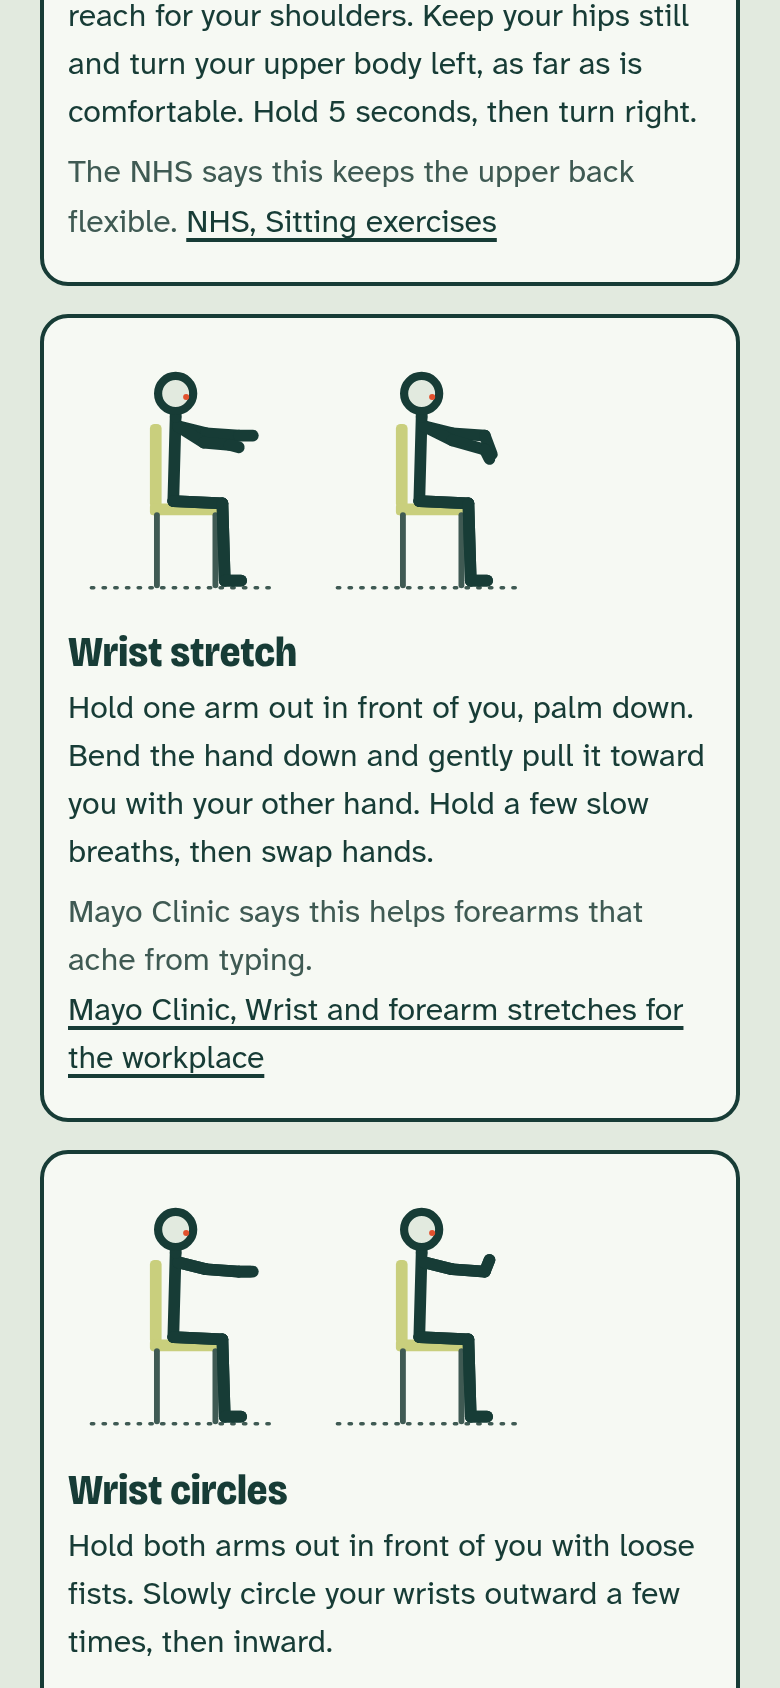 reach for your shoulders. Keep your hips still
and turn your upper body left, as far as is
comfortable. Hold 5 seconds, then turn right.
The NHS says this keeps the upper back
flexible. NHS, Sitting exercises
Wrist stretch
Hold one arm out in front of you, palm down.
Bend the hand down and gently pull it toward
you with your other hand. Hold a few slow
breaths, then swap hands.
Mayo Clinic says this helps forearms that
ache from typing.
Mayo Clinic, Wrist and forearm stretches for
the workplace
Wrist circles
Hold both arms out in front of you with loose
fists. Slowly circle your wrists outward a few
times, then inward.